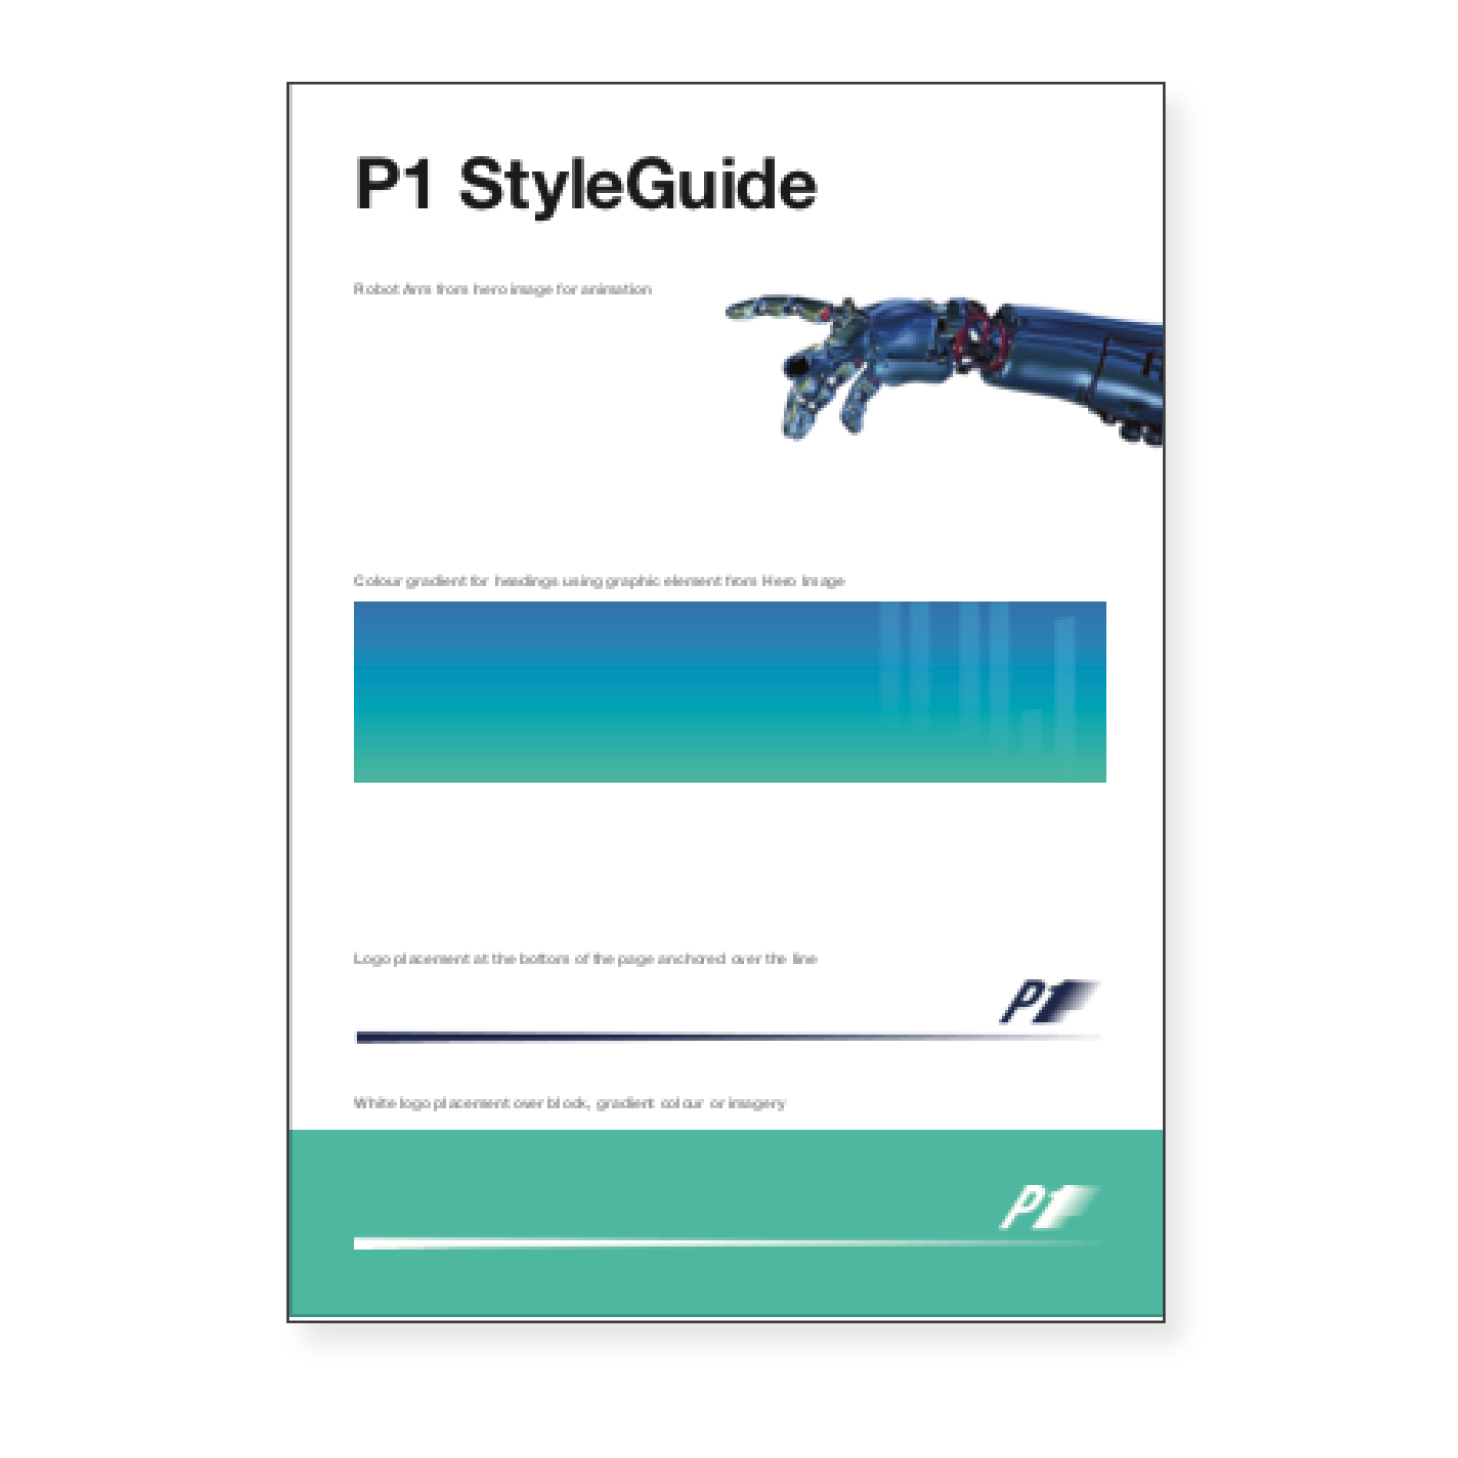 P1 StyleGuide
Robot Arm from hero image for animation
Colour gradient for headings using graphic element from Hero Image
Logo placement at the bottom of the page anchored over the line
P1
White logo placement over block, gradient colour or imagery
P1